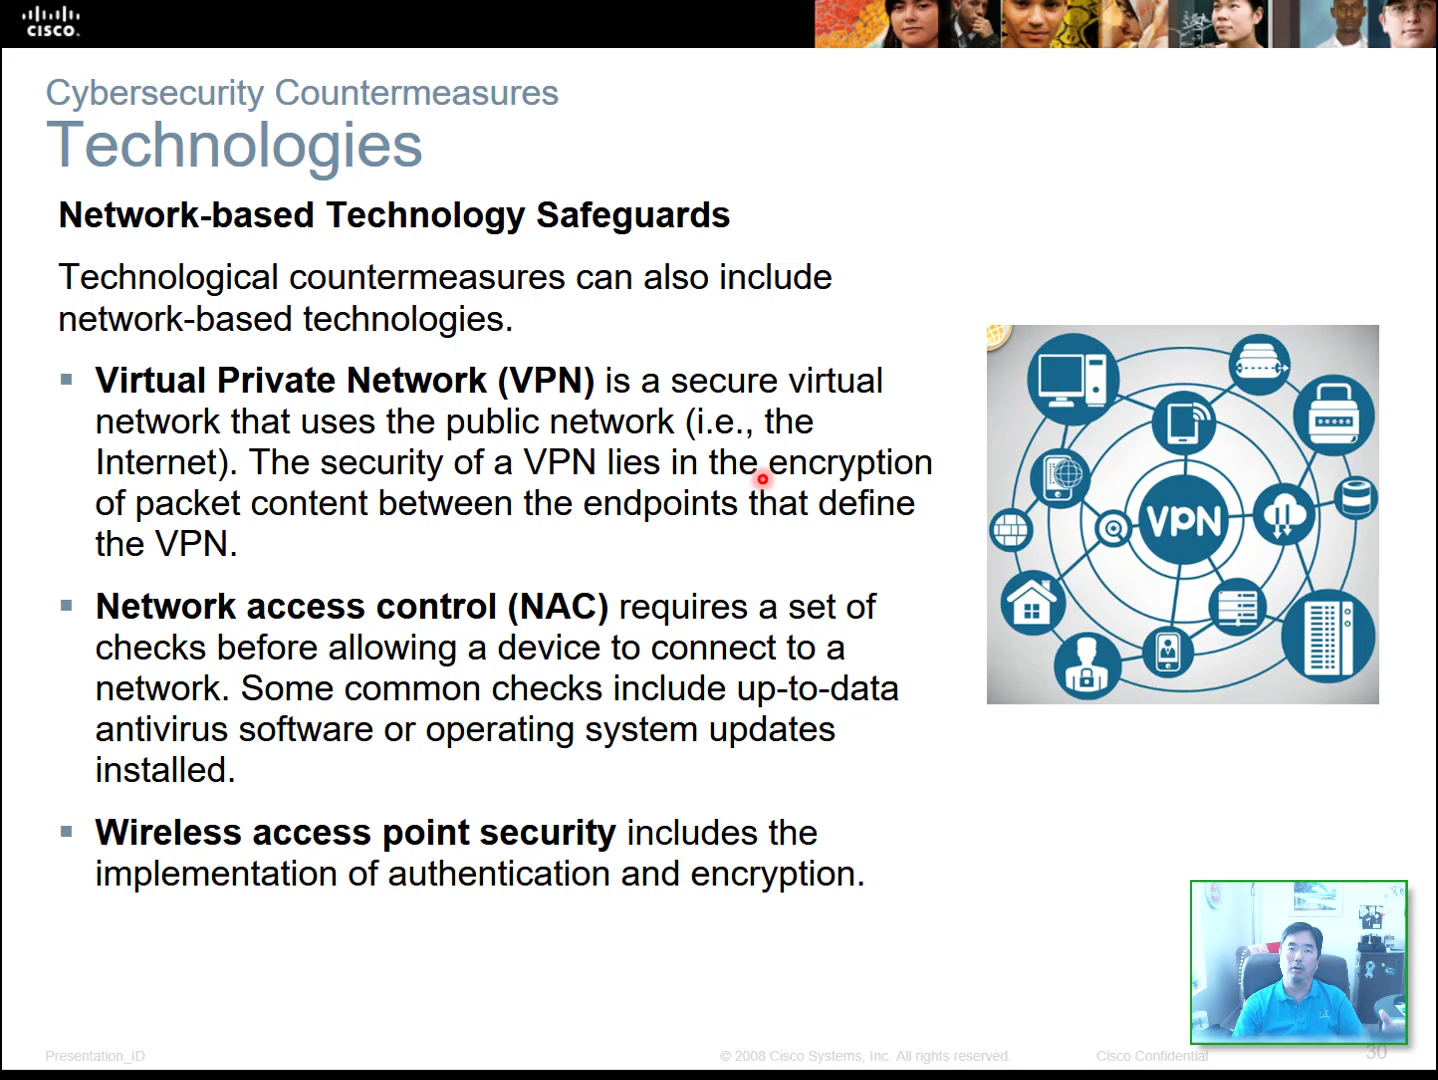 CISCO.
Cybersecurity Countermeasures
Technologies
Network-based Technology Safeguards
Technological countermeasures can also include
network-based technologies.
Virtual Private Network (VPN) is a secure virtual
network that uses the public network (i.e., the
Internet). The security of a VPN lies in the encryption
of packet content between the endpoints that define
the VPN.
Network access control (NAC) requires a set of
checks before allowing a device to connect to a
network. Some common checks include up-to-data
antivirus software or operating system updates
installed.
Wireless access point security includes the
implementation of authentication and encryption.
VPN
Presentation_ID
© 2008 Cisco Systems, Inc. All rights reserved.
Cisco Confidential
30